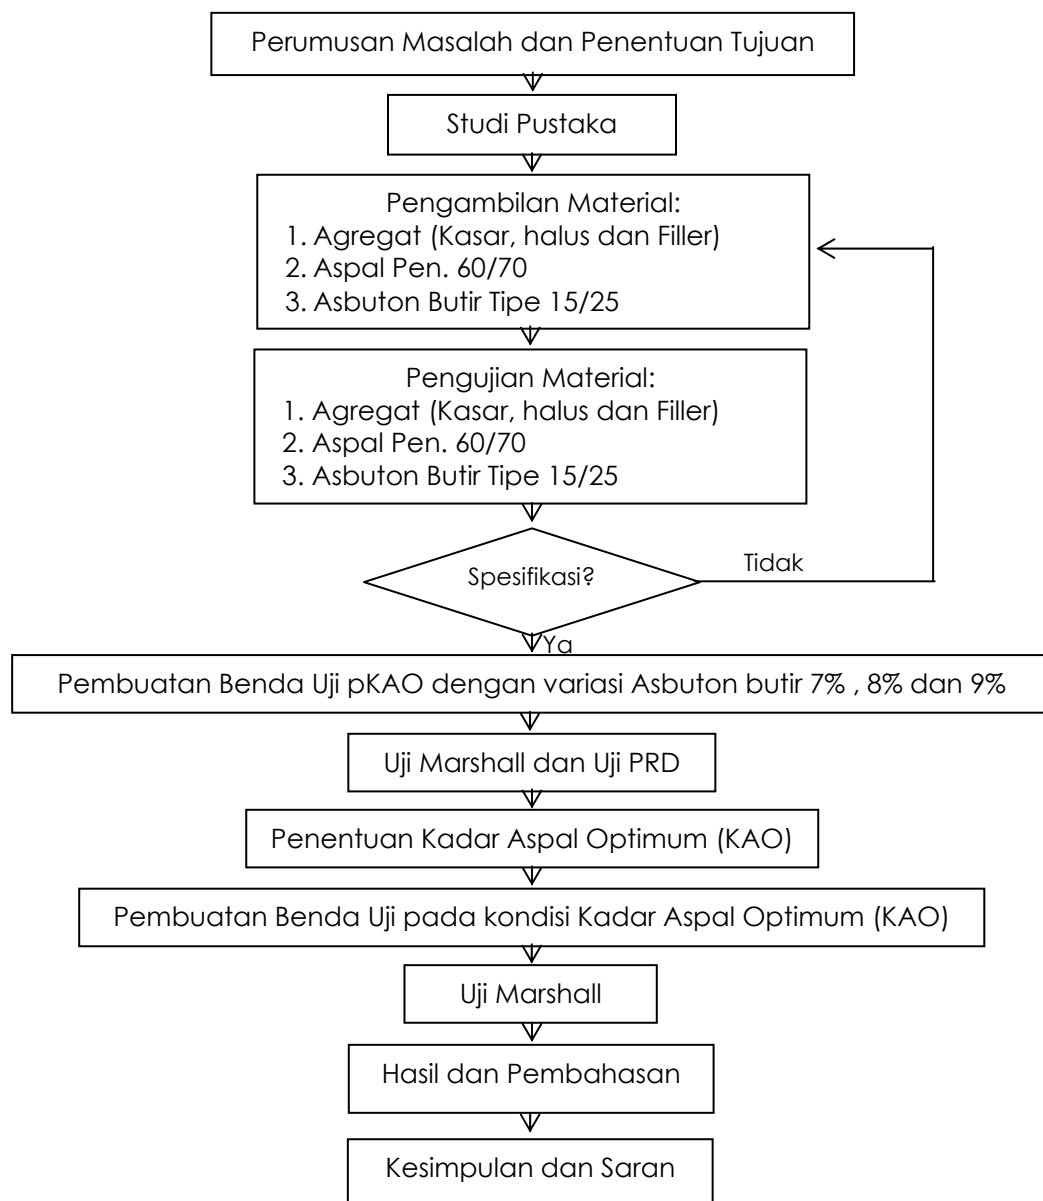 Perumusan Masalah dan Penentuan Tujuan
Studi Pustaka
Pengambilan Material:
1. Agregat (Kasar, halus dan Filler)
2. Aspal Pen. 60/70
3. Asbuton Butir Tipe 15/25
Pengujian Material:
1. Agregat (Kasar, halus dan Filler)
2. Aspal Pen. 60/70
3. Asbuton Butir Tipe 15/25
Spesifikasi?
Tidak
Ya
Pembuatan Benda Uji pKAO dengan variasi Asbuton butir 7% , 8% dan 9%
Uji Marshall dan Uji PRD
Penentuan Kadar Aspal Optimum (KAO)
Pembuatan Benda Uji pada kondisi Kadar Aspal Optimum (KAO)
Uji Marshall
Hasil dan Pembahasan
Kesimpulan dan Saran